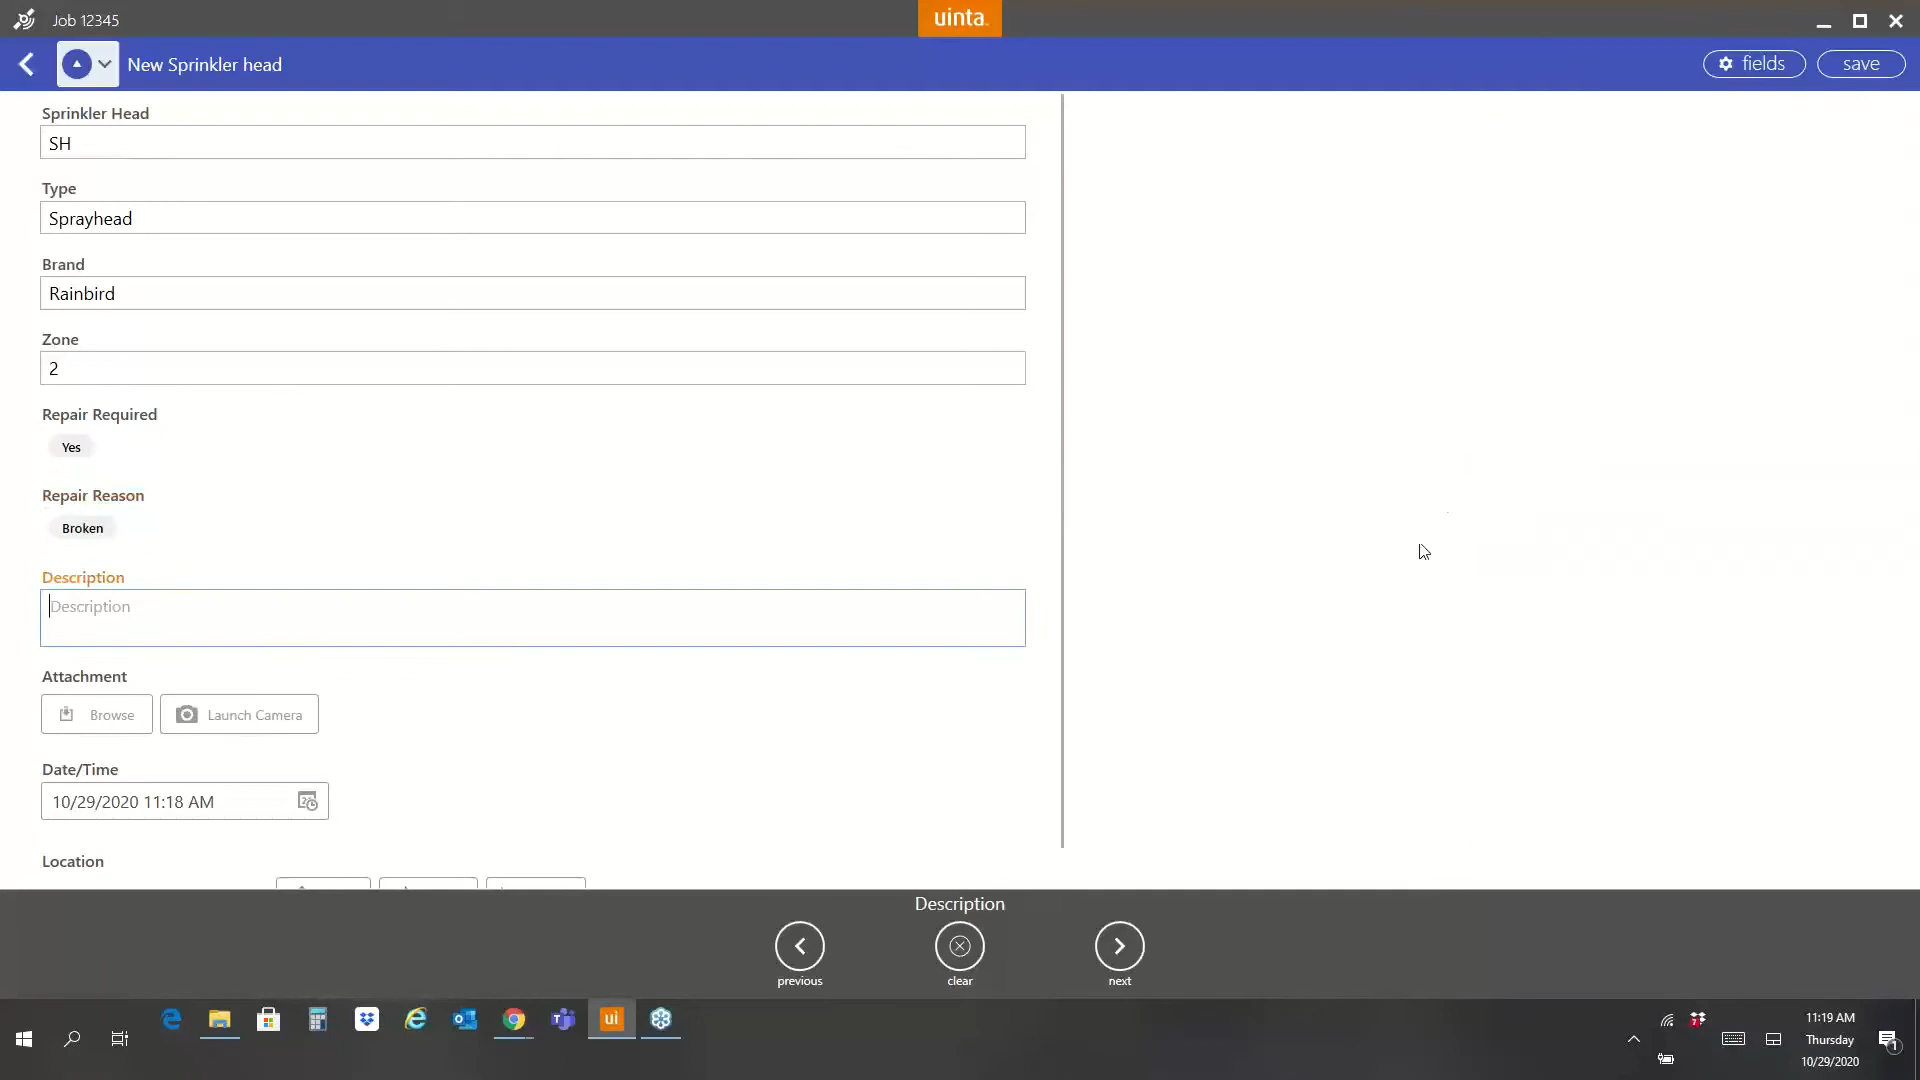 Job 12345
uinta
New Sprinkler head
fields
save
Sprinkler Head
SH
Type
Sprayhead
Brand
Rainbird
Zone
2
Repair Required
Yes
Repair Reason
Broken
Description
Description
Attachment
Browse
Launch Camera
Date/Time
10/29/2020 11:18 AM
Location
Description
previous
clear
next
ui
11:19 AM
Thursday
10/29/2020
1